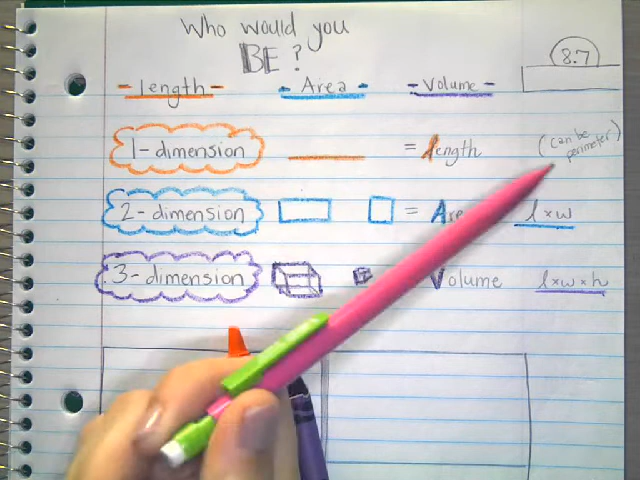 Who would you
BE?
8.7
- length - - Area - - Volume -
1-dimension = length (can be
perimeter)
2-dimension = Are l x w
3-dimension Volume l x w x h